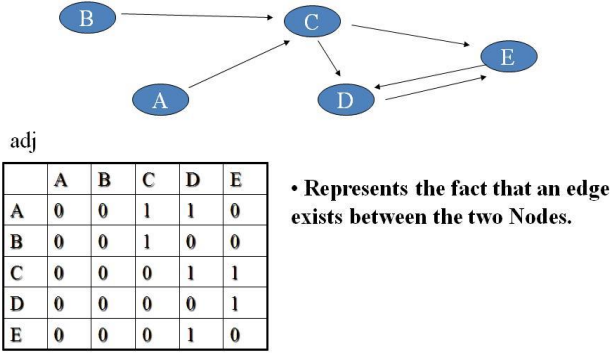 B
C
E
A
D
adj
A B C D E
A 0 0 1 1 0
B 0 0 1 0 0
C 0 0 0 1 1
D 0 0 0 0 1
E 0 0 0 1 0
• Represents the fact that an edge
exists between the two Nodes.